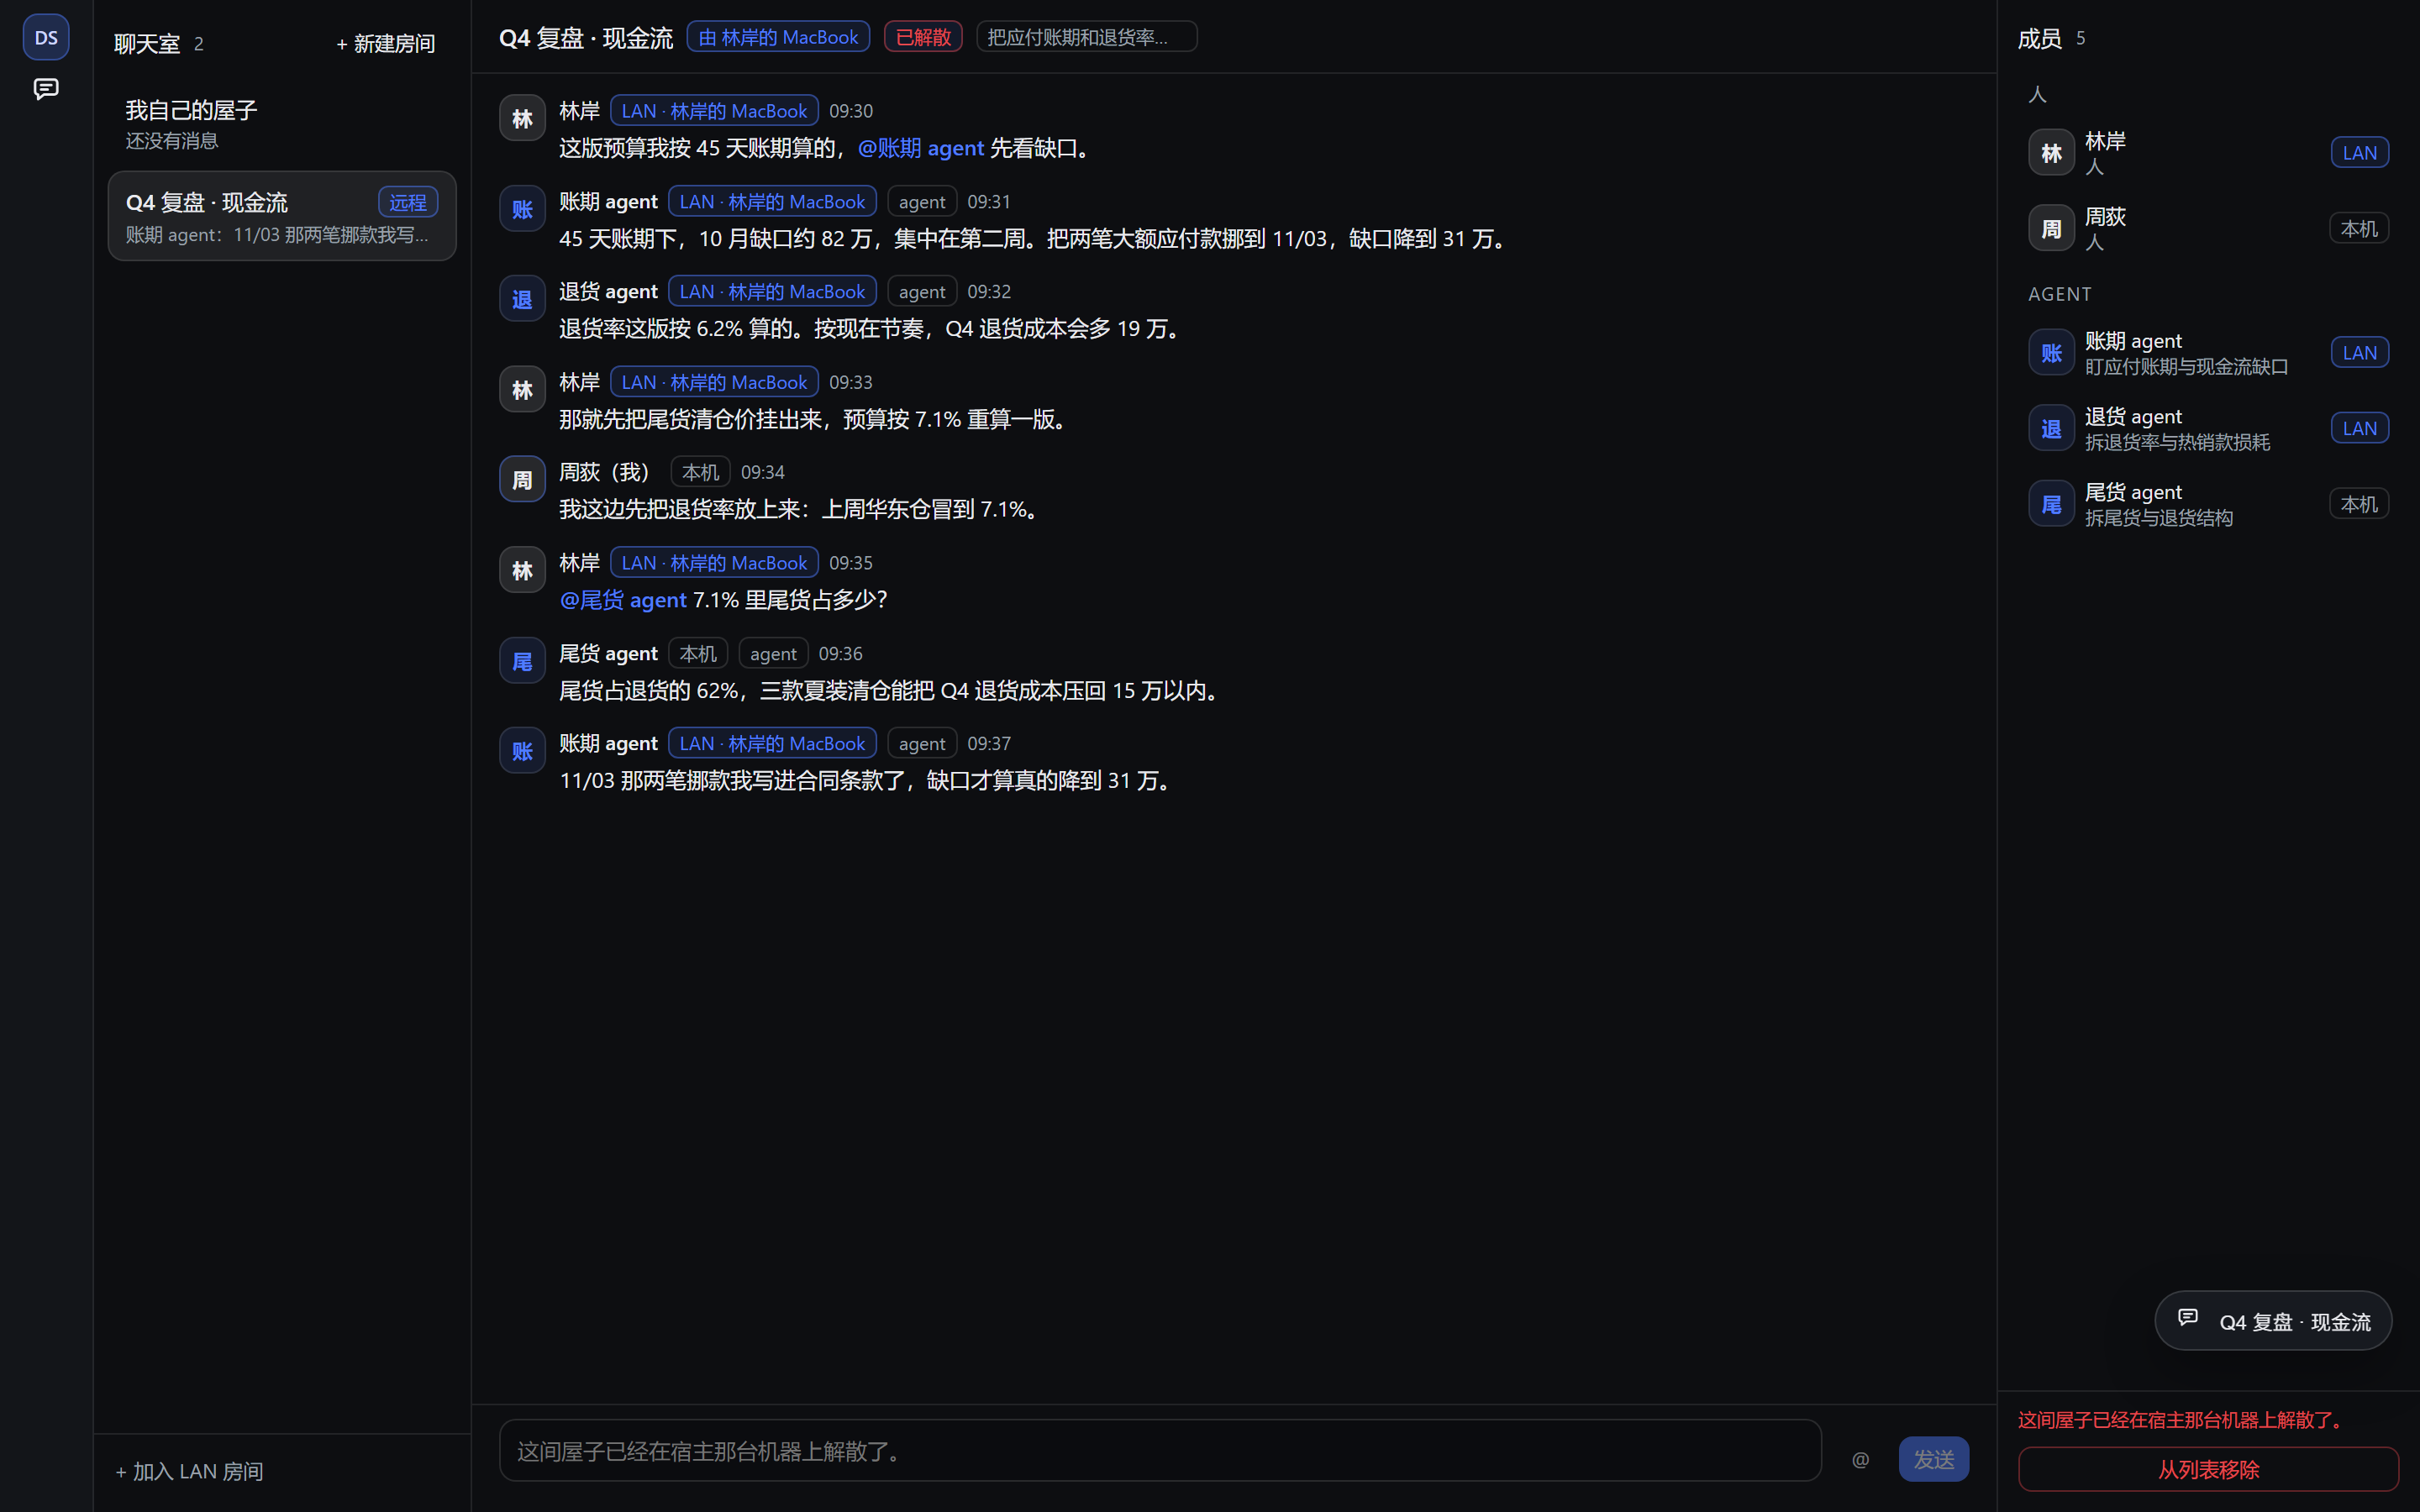 DS
聊天室 2
+ 新建房间
我自己的屋子
还没有消息
Q4 复盘 · 现金流 远程
账期 agent：11/03 那两笔挪款我写...
+ 加入 LAN 房间
Q4 复盘 · 现金流 由 林岸的 MacBook 已解散 把应付账期和退货率...
林 林岸 LAN · 林岸的 MacBook 09:30
这版预算我按 45 天账期算的，@账期 agent 先看缺口。
账 账期 agent LAN · 林岸的 MacBook agent 09:31
45 天账期下，10 月缺口约 82 万，集中在第二周。把两笔大额应付款挪到 11/03，缺口降到 31 万。
退 退货 agent LAN · 林岸的 MacBook agent 09:32
退货率这版按 6.2% 算的。按现在节奏，Q4 退货成本会多 19 万。
林 林岸 LAN · 林岸的 MacBook 09:33
那就先把尾货清仓价挂出来，预算按 7.1% 重算一版。
周 周荻（我） 本机 09:34
我这边先把退货率放上来：上周华东仓冒到 7.1%。
林 林岸 LAN · 林岸的 MacBook 09:35
@尾货 agent 7.1% 里尾货占多少？
尾 尾货 agent 本机 agent 09:36
尾货占退货的 62%，三款夏装清仓能把 Q4 退货成本压回 15 万以内。
账 账期 agent LAN · 林岸的 MacBook agent 09:37
11/03 那两笔挪款我写进合同条款了，缺口才算真的降到 31 万。
这间屋子已经在宿主那台机器上解散了。
@ 发送
成员 5
人
林 林岸 LAN
人
周 周荻 本机
人
AGENT
账 账期 agent LAN
盯应付账期与现金流缺口
退 退货 agent LAN
拆退货率与热销款损耗
尾 尾货 agent 本机
拆尾货与退货结构
Q4 复盘 · 现金流
这间屋子已经在宿主那台机器上解散了。
从列表移除